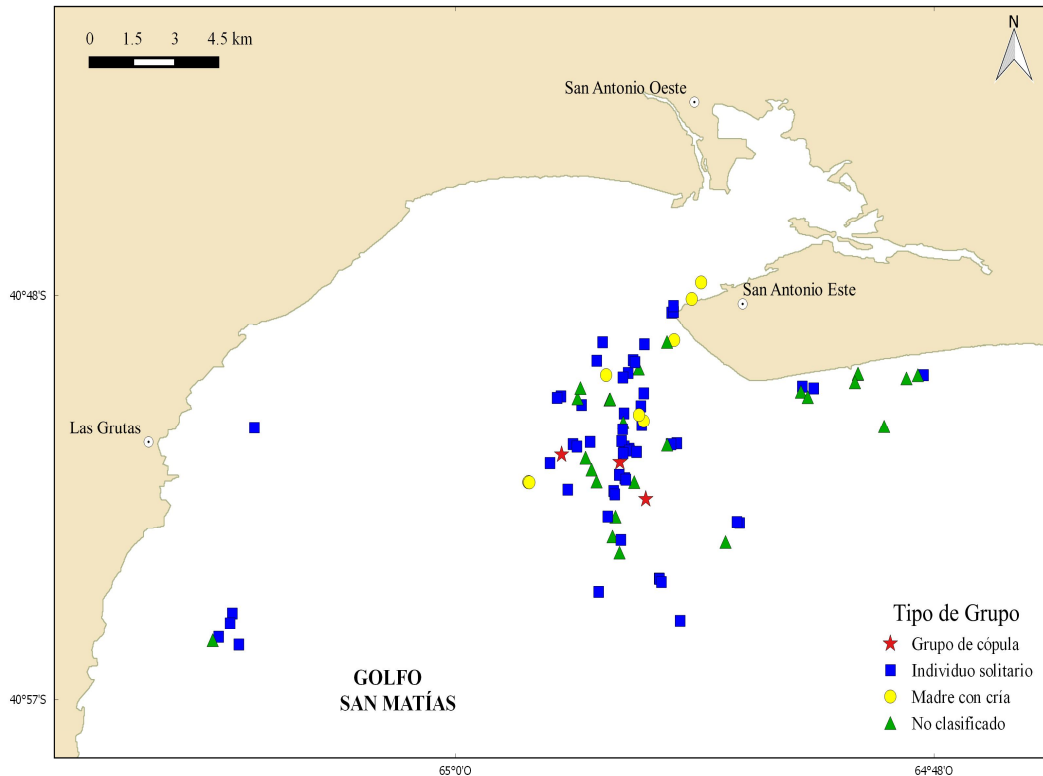 0 1.5 3 4.5 km
N
San Antonio Oeste
40°48'S
San Antonio Este
Las Grutas
Tipo de Grupo
Grupo de cópula
Individuo solitario
Madre con cría
No clasificado
GOLFO
SAN MATÍAS
40°57'S
65°0'O
64°48'O